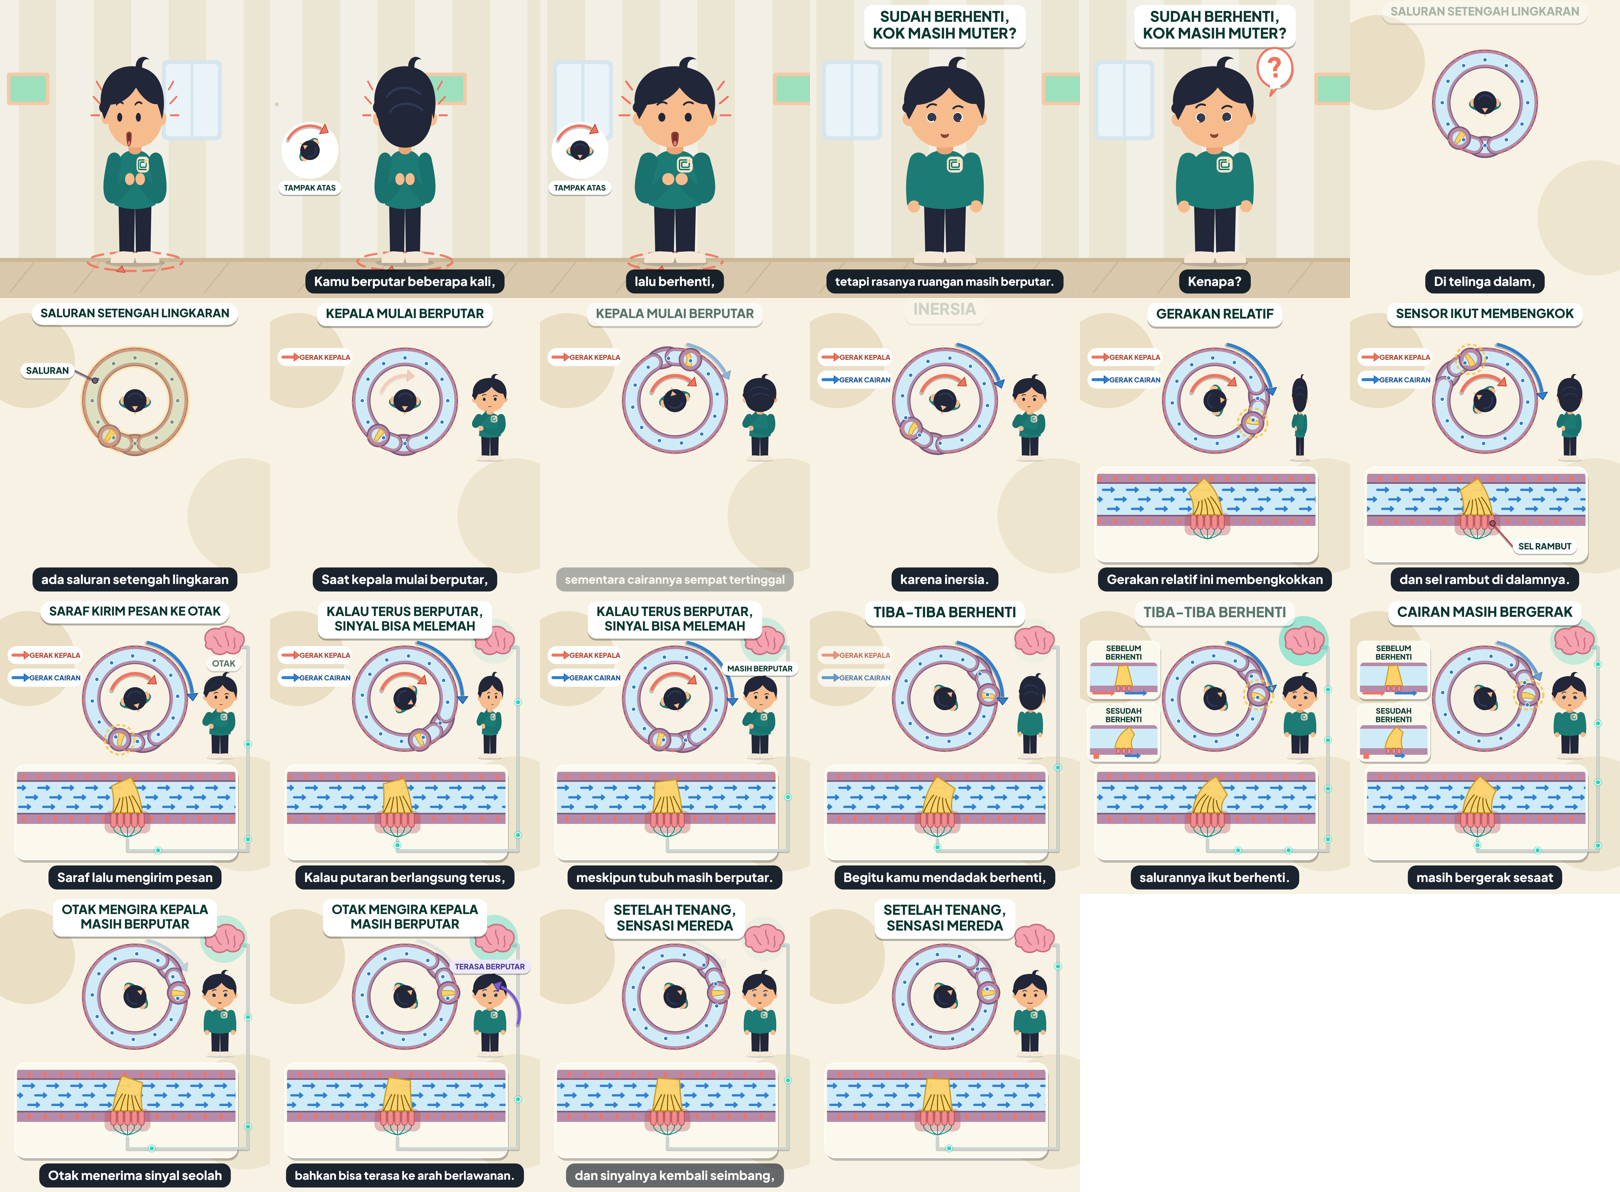 TAMPAK ATAS
Kamu berputar beberapa kali,
TAMPAK ATAS
lalu berhenti,
SUDAH BERHENTI,
KOK MASIH MUTER?
tetapi rasanya ruangan masih berputar.
SUDAH BERHENTI,
KOK MASIH MUTER?
?
Kenapa?
SALURAN SETENGAH LINGKARAN
Di telinga dalam,
SALURAN SETENGAH LINGKARAN
SALURAN
ada saluran setengah lingkaran
KEPALA MULAI BERPUTAR
GERAK KEPALA
Saat kepala mulai berputar,
KEPALA MULAI BERPUTAR
GERAK KEPALA
sementara cairannya sempat tertinggal
INERSIA
GERAK KEPALA
GERAK CAIRAN
karena inersia.
GERAKAN RELATIF
GERAK KEPALA
GERAK CAIRAN
Gerakan relatif ini membengkokkan
SENSOR IKUT MEMBENGKOK
GERAK KEPALA
GERAK CAIRAN
SEL RAMBUT
dan sel rambut di dalamnya.
SARAF KIRIM PESAN KE OTAK
GERAK KEPALA
GERAK CAIRAN
OTAK
Saraf lalu mengirim pesan
KALAU TERUS BERPUTAR,
SINYAL BISA MELEMAH
GERAK KEPALA
GERAK CAIRAN
Kalau putaran berlangsung terus,
KALAU TERUS BERPUTAR,
SINYAL BISA MELEMAH
GERAK KEPALA
GERAK CAIRAN
MASIH BERPUTAR
meskipun tubuh masih berputar.
TIBA-TIBA BERHENTI
GERAK KEPALA
GERAK CAIRAN
Begitu kamu mendadak berhenti,
TIBA-TIBA BERHENTI
SEBELUM
BERHENTI
SESUDAH
BERHENTI
salurannya ikut berhenti.
CAIRAN MASIH BERGERAK
SEBELUM
BERHENTI
SESUDAH
BERHENTI
masih bergerak sesaat
OTAK MENGIRA KEPALA
MASIH BERPUTAR
Otak menerima sinyal seolah
OTAK MENGIRA KEPALA
MASIH BERPUTAR
TERASA BERPUTAR
bahkan bisa terasa ke arah berlawanan.
SETELAH TENANG,
SENSASI MEREDA
dan sinyalnya kembali seimbang,
SETELAH TENANG,
SENSASI MEREDA